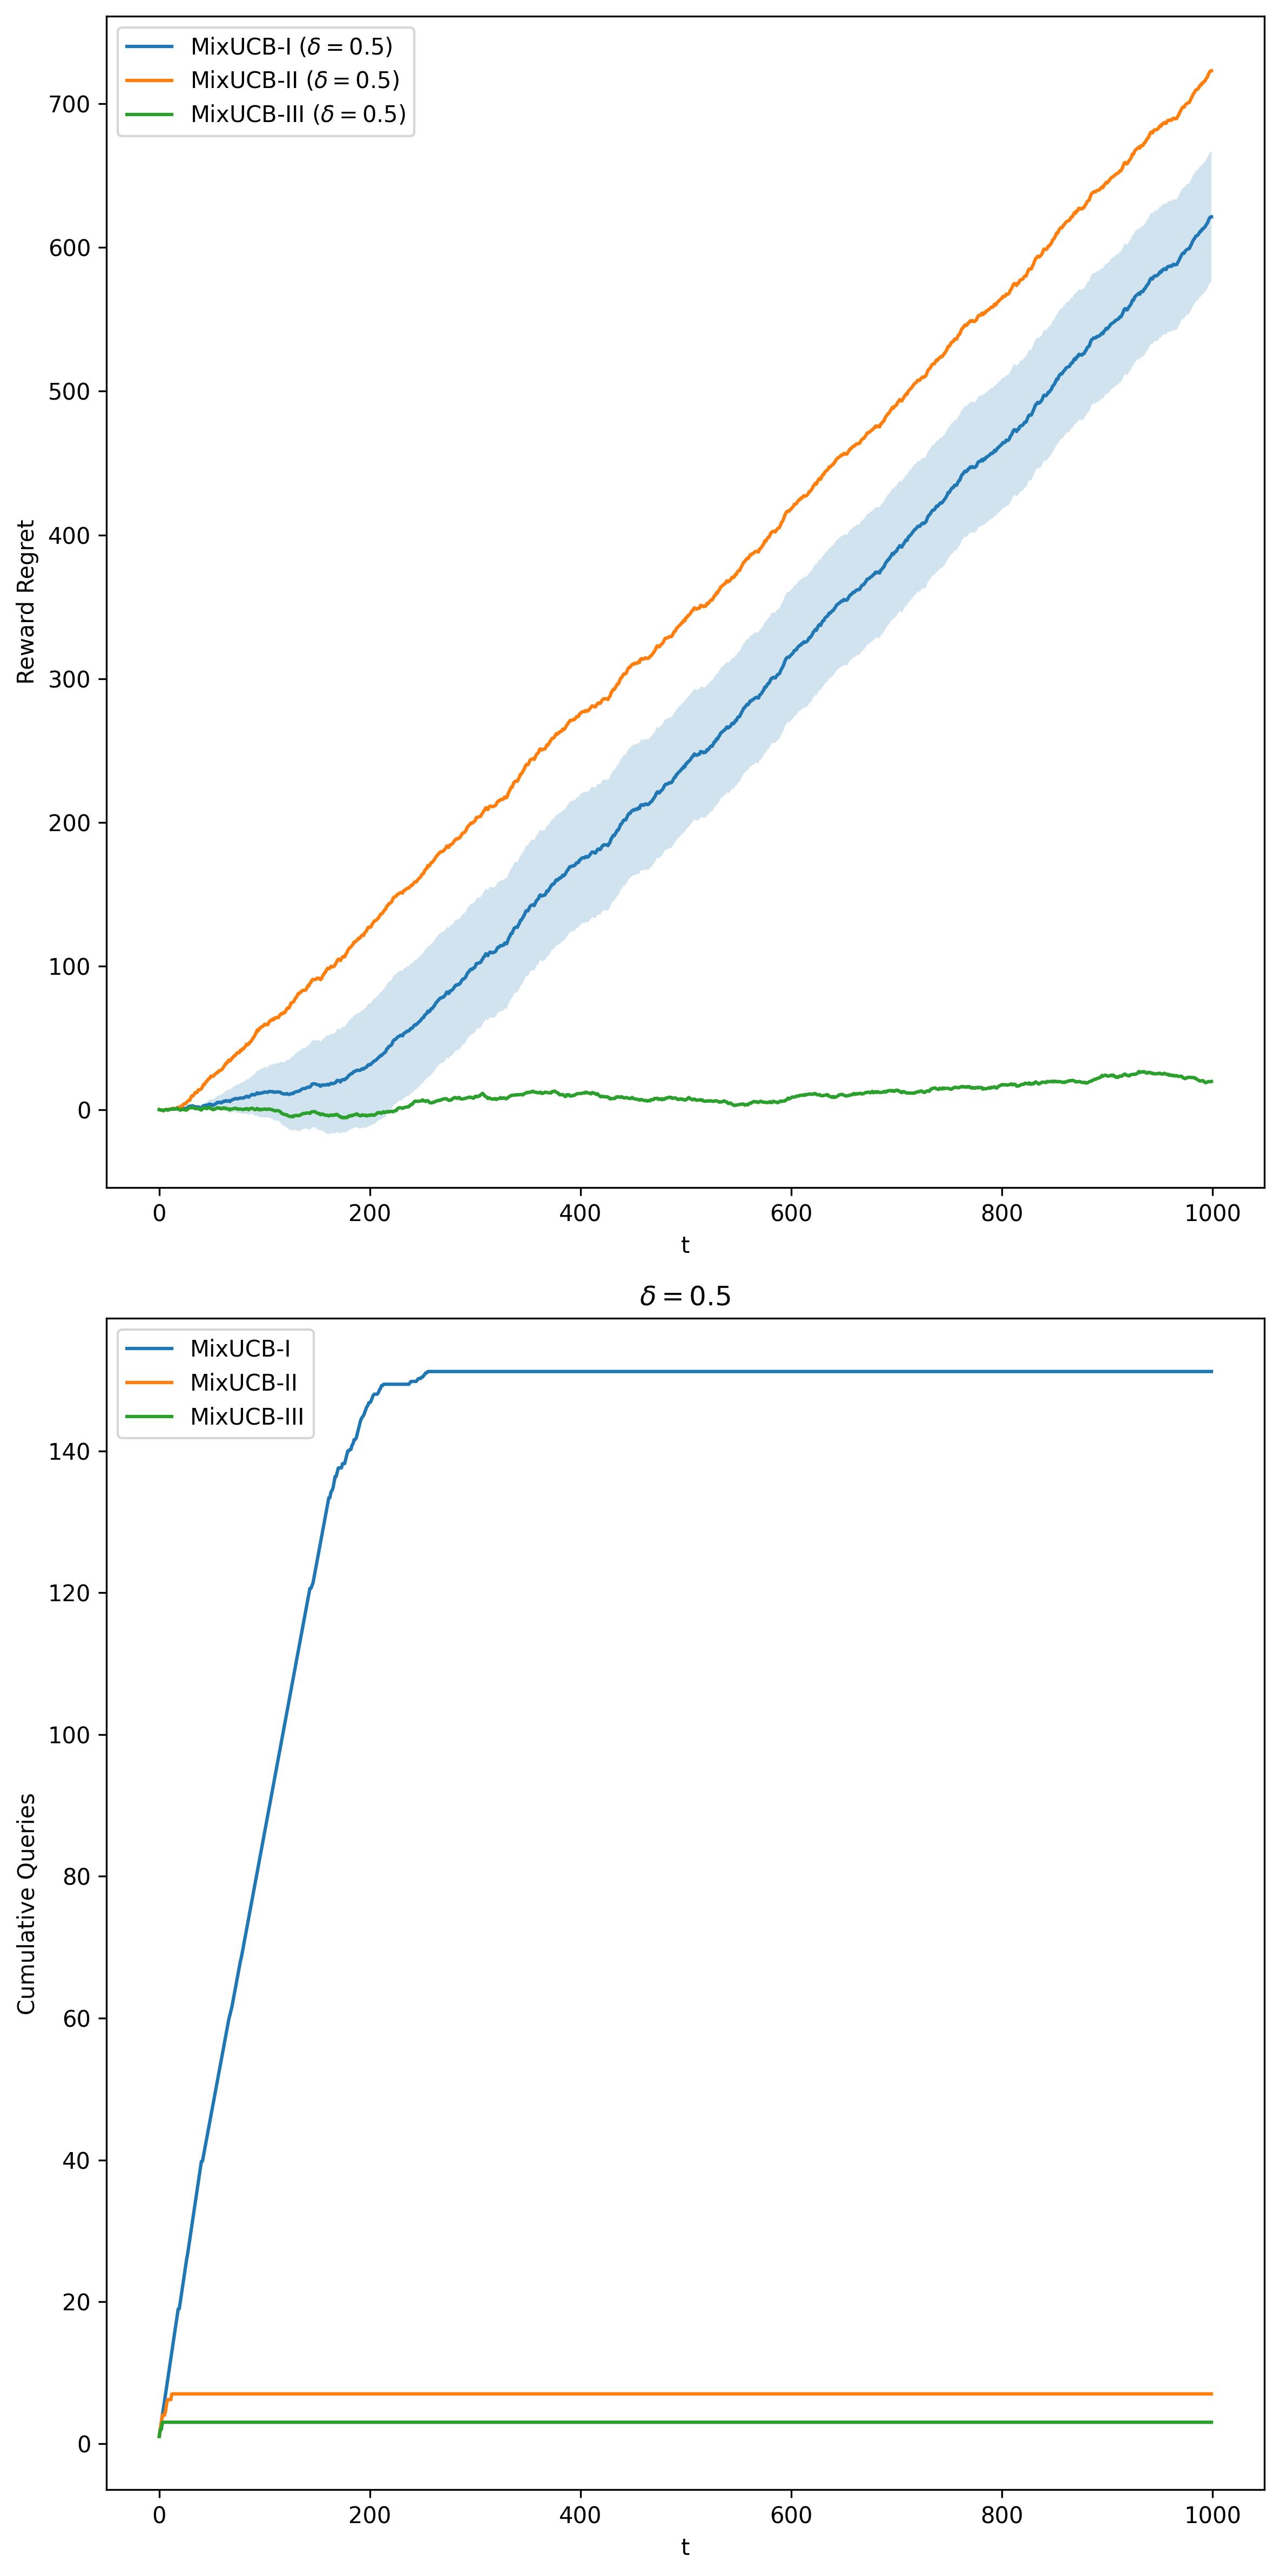 MixUCB-I (δ = 0.5)
MixUCB-II (δ = 0.5)
MixUCB-III (δ = 0.5)
700
600
500
400
300
200
100
0
Reward Regret
0 200 400 600 800 1000
t
δ = 0.5
MixUCB-I
MixUCB-II
MixUCB-III
140
120
100
80
60
40
20
0
Cumulative Queries
0 200 400 600 800 1000
t